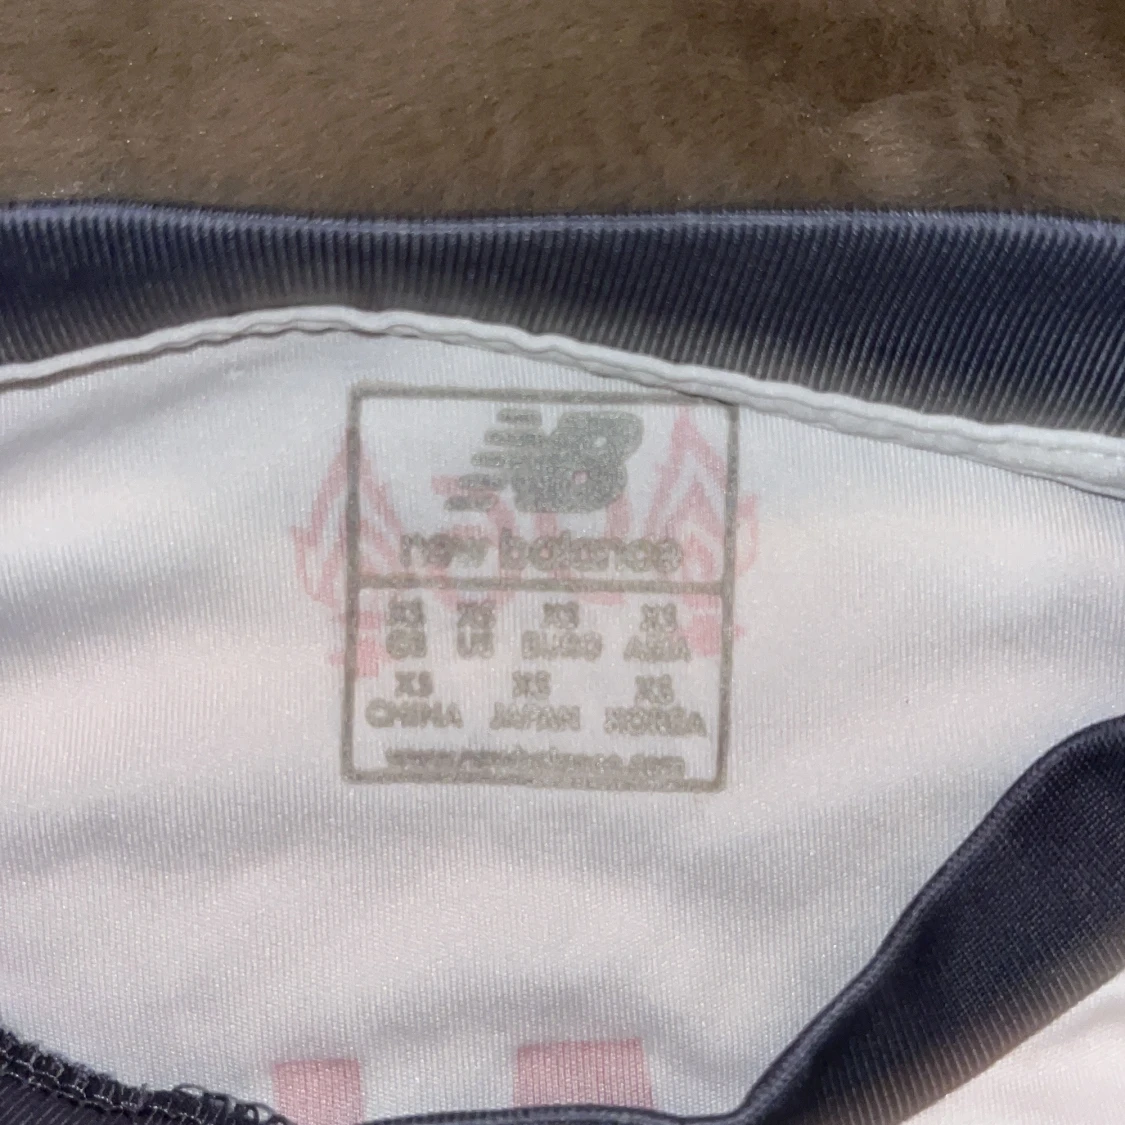 NB
new balance
XS XS XS XS
GB US EURO ASIA
XS XS XS
CHINA JAPAN KOREA
www.newbalance.com